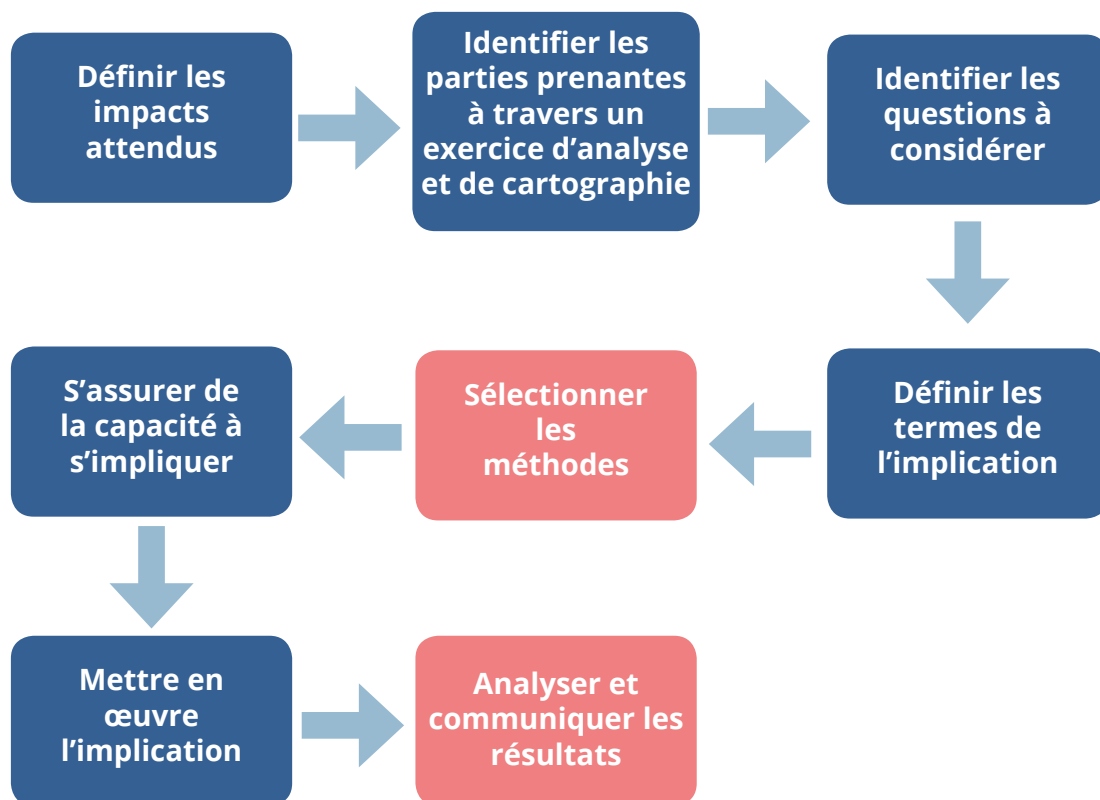 Définir les
impacts
attendus
Identifier les
parties prenantes
à travers un
exercice d’analyse
et de cartographie
Identifier les
questions à
considérer
Définir les
termes de
l’implication
Sélectionner
les
méthodes
S’assurer de
la capacité à
s’impliquer
Mettre en
œuvre
l’implication
Analyser et
communiquer les
résultats